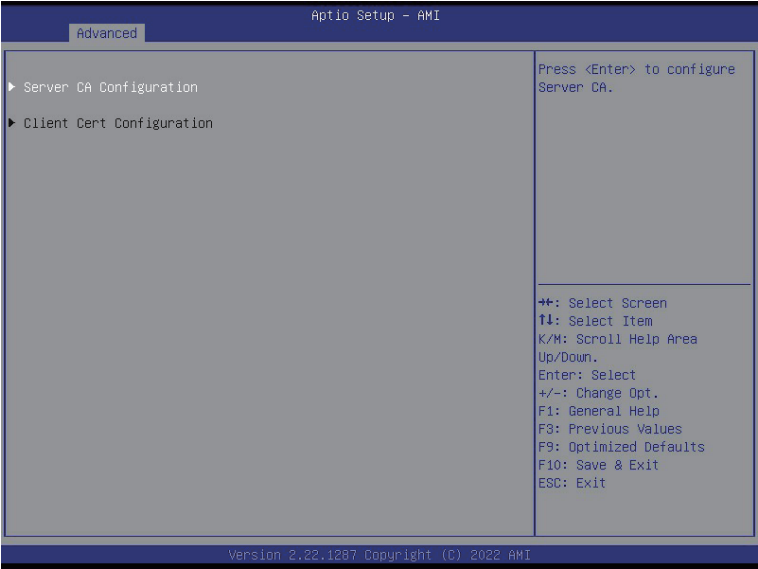 Aptio Setup – AMI
Advanced
▶ Server CA Configuration
▶ Client Cert Configuration
Press <Enter> to configure
Server CA.
→←: Select Screen
↑↓: Select Item
K/M: Scroll Help Area
Up/Down.
Enter: Select
+/-: Change Opt.
F1: General Help
F3: Previous Values
F9: Optimized Defaults
F10: Save & Exit
ESC: Exit
Version 2.22.1287 Copyright (C) 2022 AMI